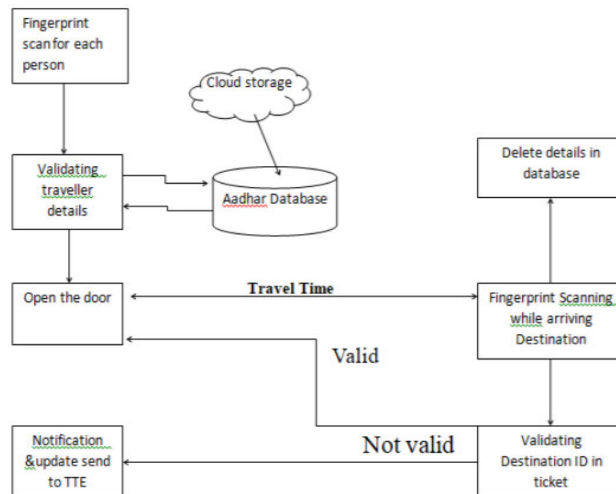 Fingerprint
scan for each
person
Cloud storage
Validating
traveller
details
Aadhar Database
Delete details in
database
Open the door
Travel Time
Fingerprint Scanning
while arriving
Destination
Valid
Notification
&update send
to TTE
Not valid
Validating
Destination ID in
ticket